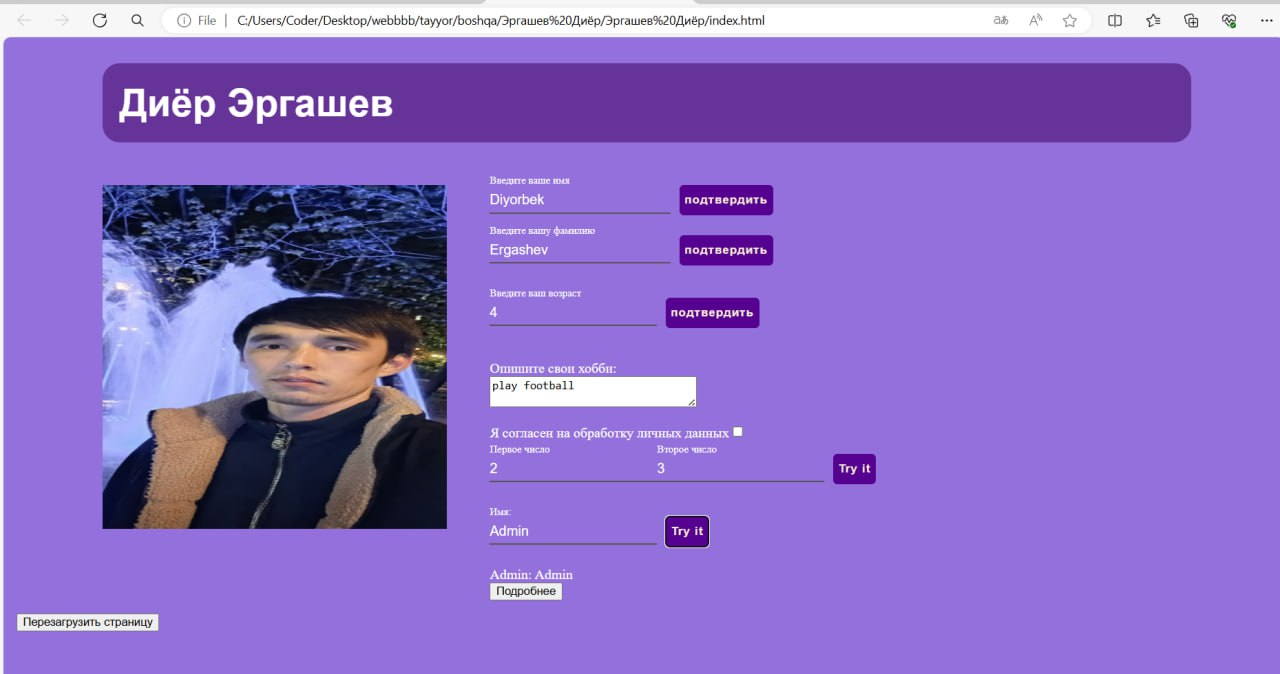 File
C:/Users/Coder/Desktop/webbbb/tayyor/boshqa/Эргашев%20Диёр/Эргашев%20Диёр/index.html
Диёр Эргашев
Введите ваше имя
Diyorbek подтвердить
Введите вашу фамилию
Ergashev подтвердить
Введите ваш возраст
4 подтвердить
Опишите свои хобби:
play football
Я согласен на обработку личных данных
Первое число Второе число
2 3 Try it
Имя:
Admin Try it
Admin: Admin
Подробнее
Перезагрузить страницу